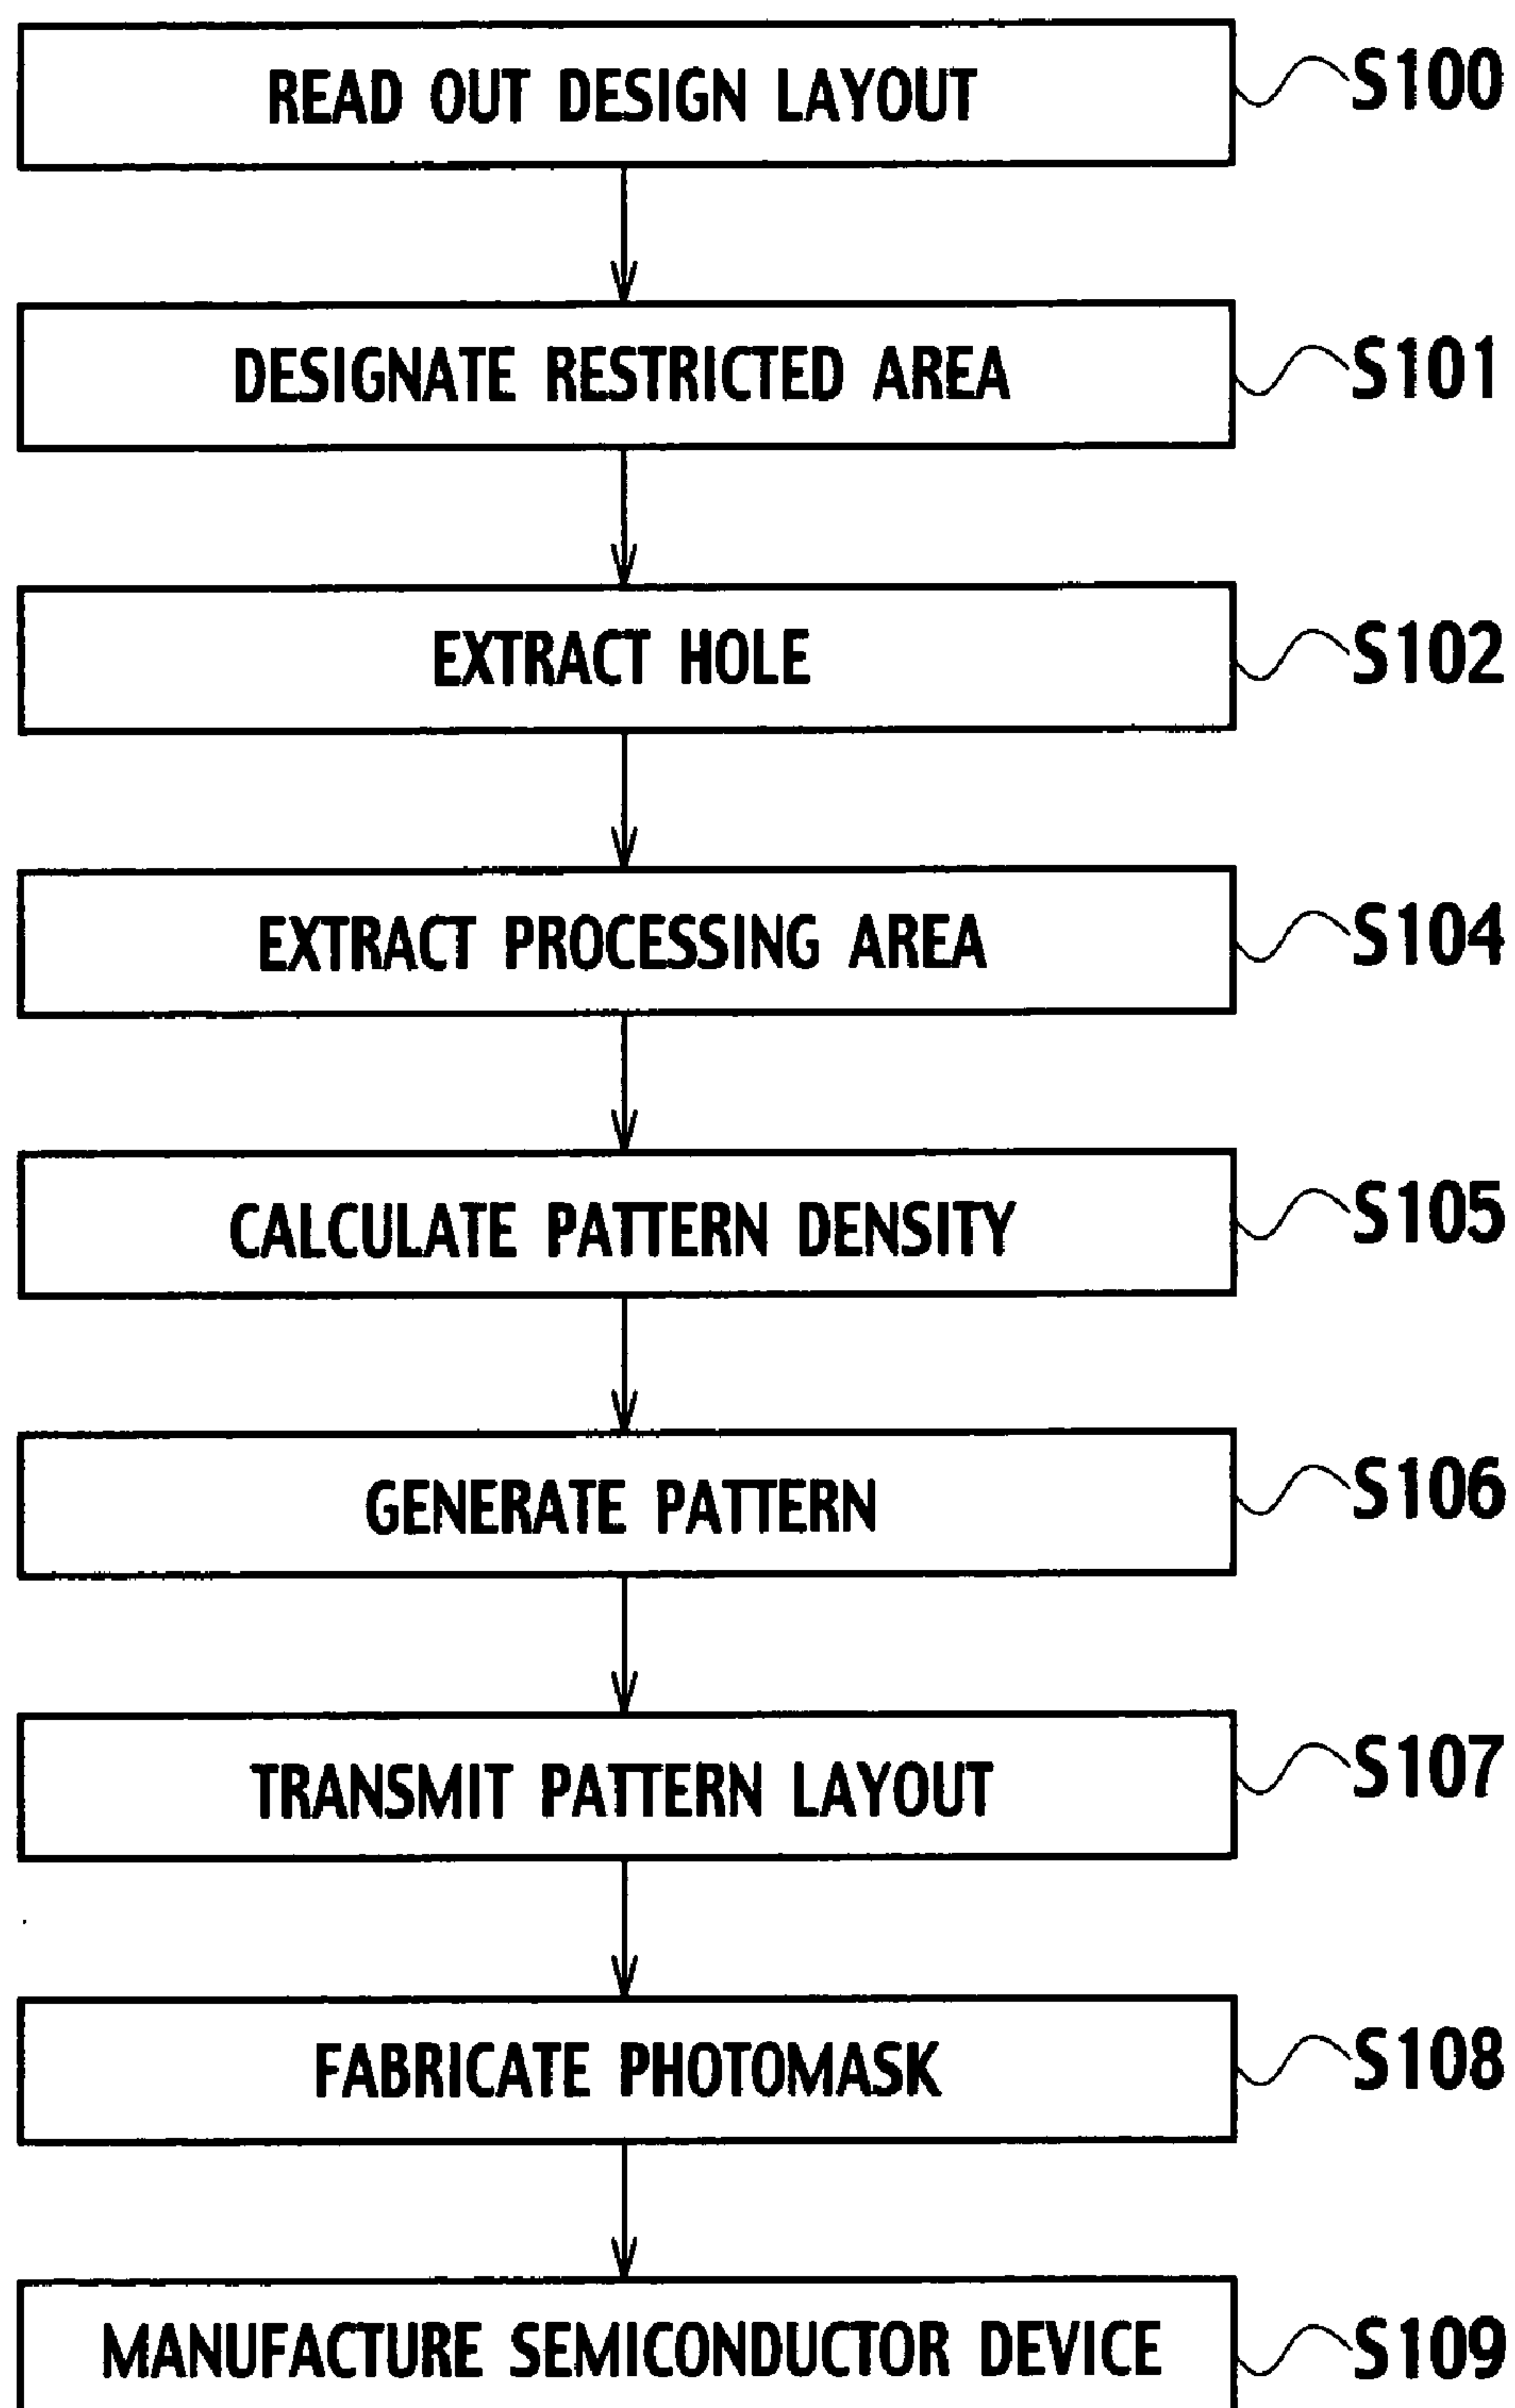 READ OUT DESIGN LAYOUT S100
DESIGNATE RESTRICTED AREA S101
EXTRACT HOLE S102
EXTRACT PROCESSING AREA S104
CALCULATE PATTERN DENSITY S105
GENERATE PATTERN S106
TRANSMIT PATTERN LAYOUT S107
FABRICATE PHOTOMASK S108
MANUFACTURE SEMICONDUCTOR DEVICE S109